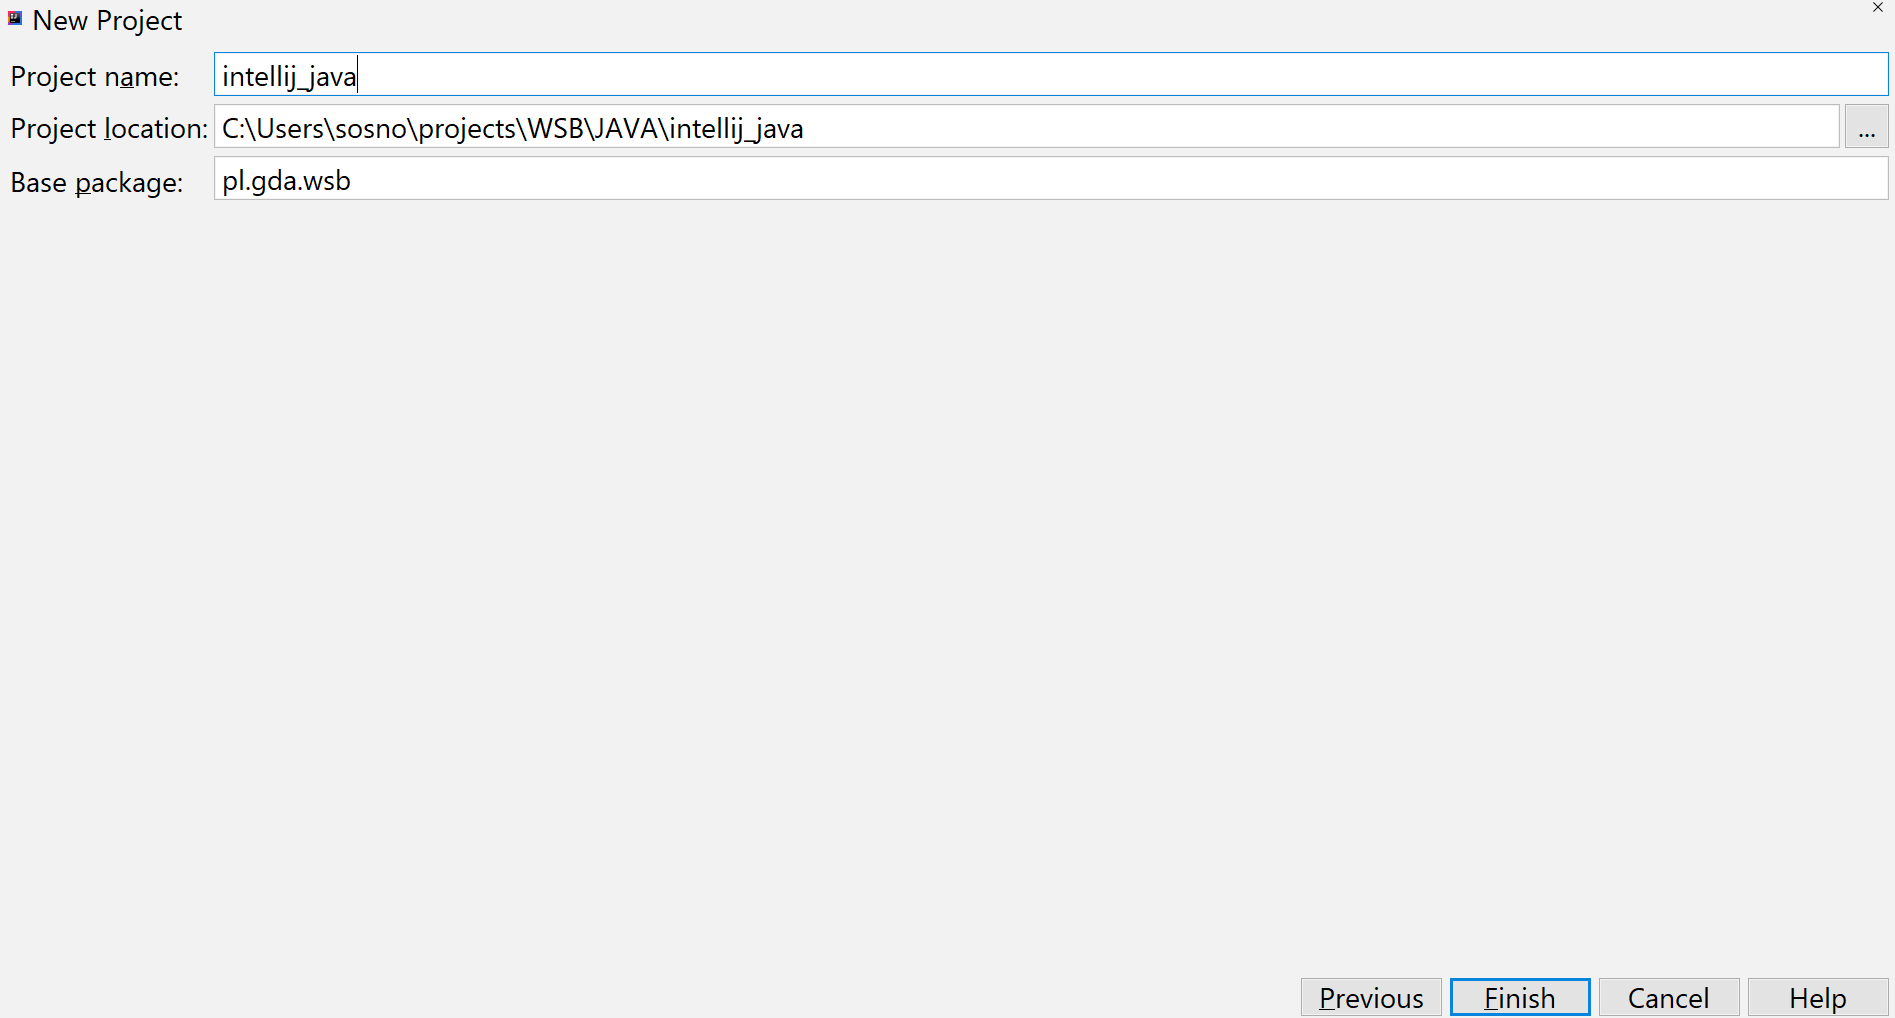 New Project
Project name: intellij_java
Project location: C:\Users\sosno\projects\WSB\JAVA\intellij_java ...
Base package: pl.gda.wsb
Previous Finish Cancel Help